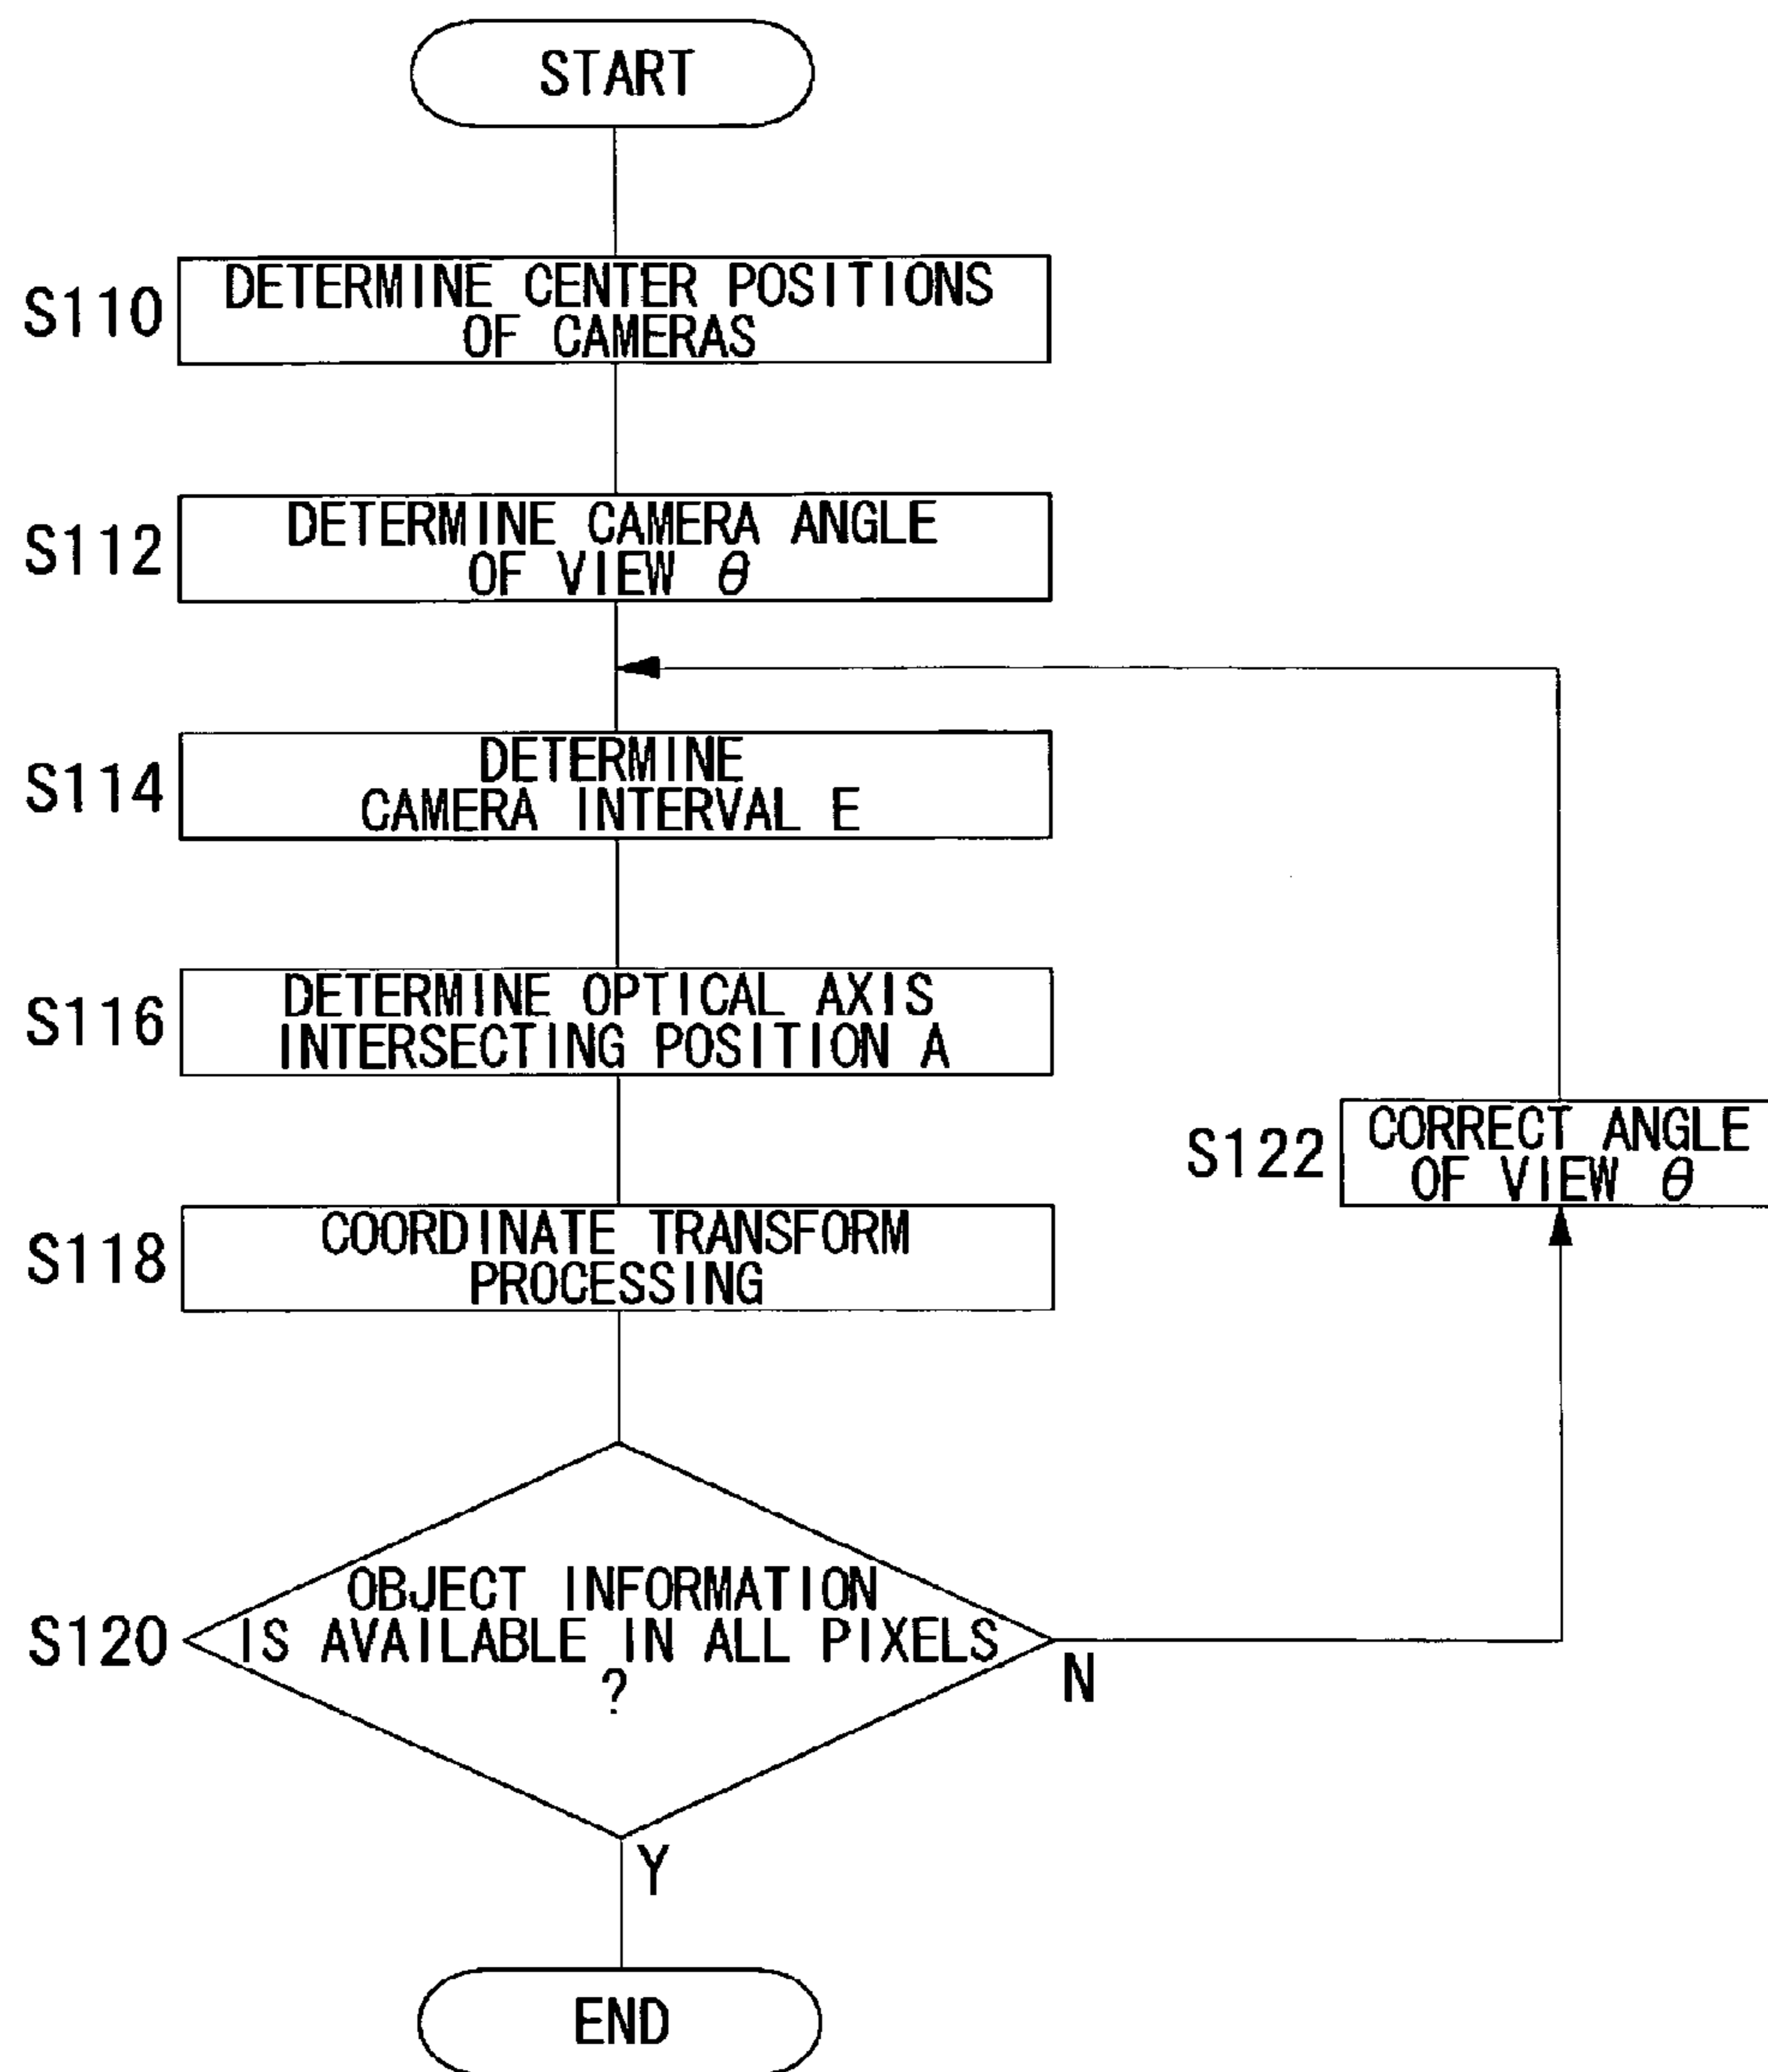 START
S110
DETERMINE CENTER POSITIONS
OF CAMERAS
S112
DETERMINE CAMERA ANGLE
OF VIEW θ
S114
DETERMINE
CAMERA INTERVAL E
S116
DETERMINE OPTICAL AXIS
INTERSECTING POSITION A
S122
CORRECT ANGLE
OF VIEW θ
S118
COORDINATE TRANSFORM
PROCESSING
S120
OBJECT INFORMATION
IS AVAILABLE IN ALL PIXELS
?
N
Y
END